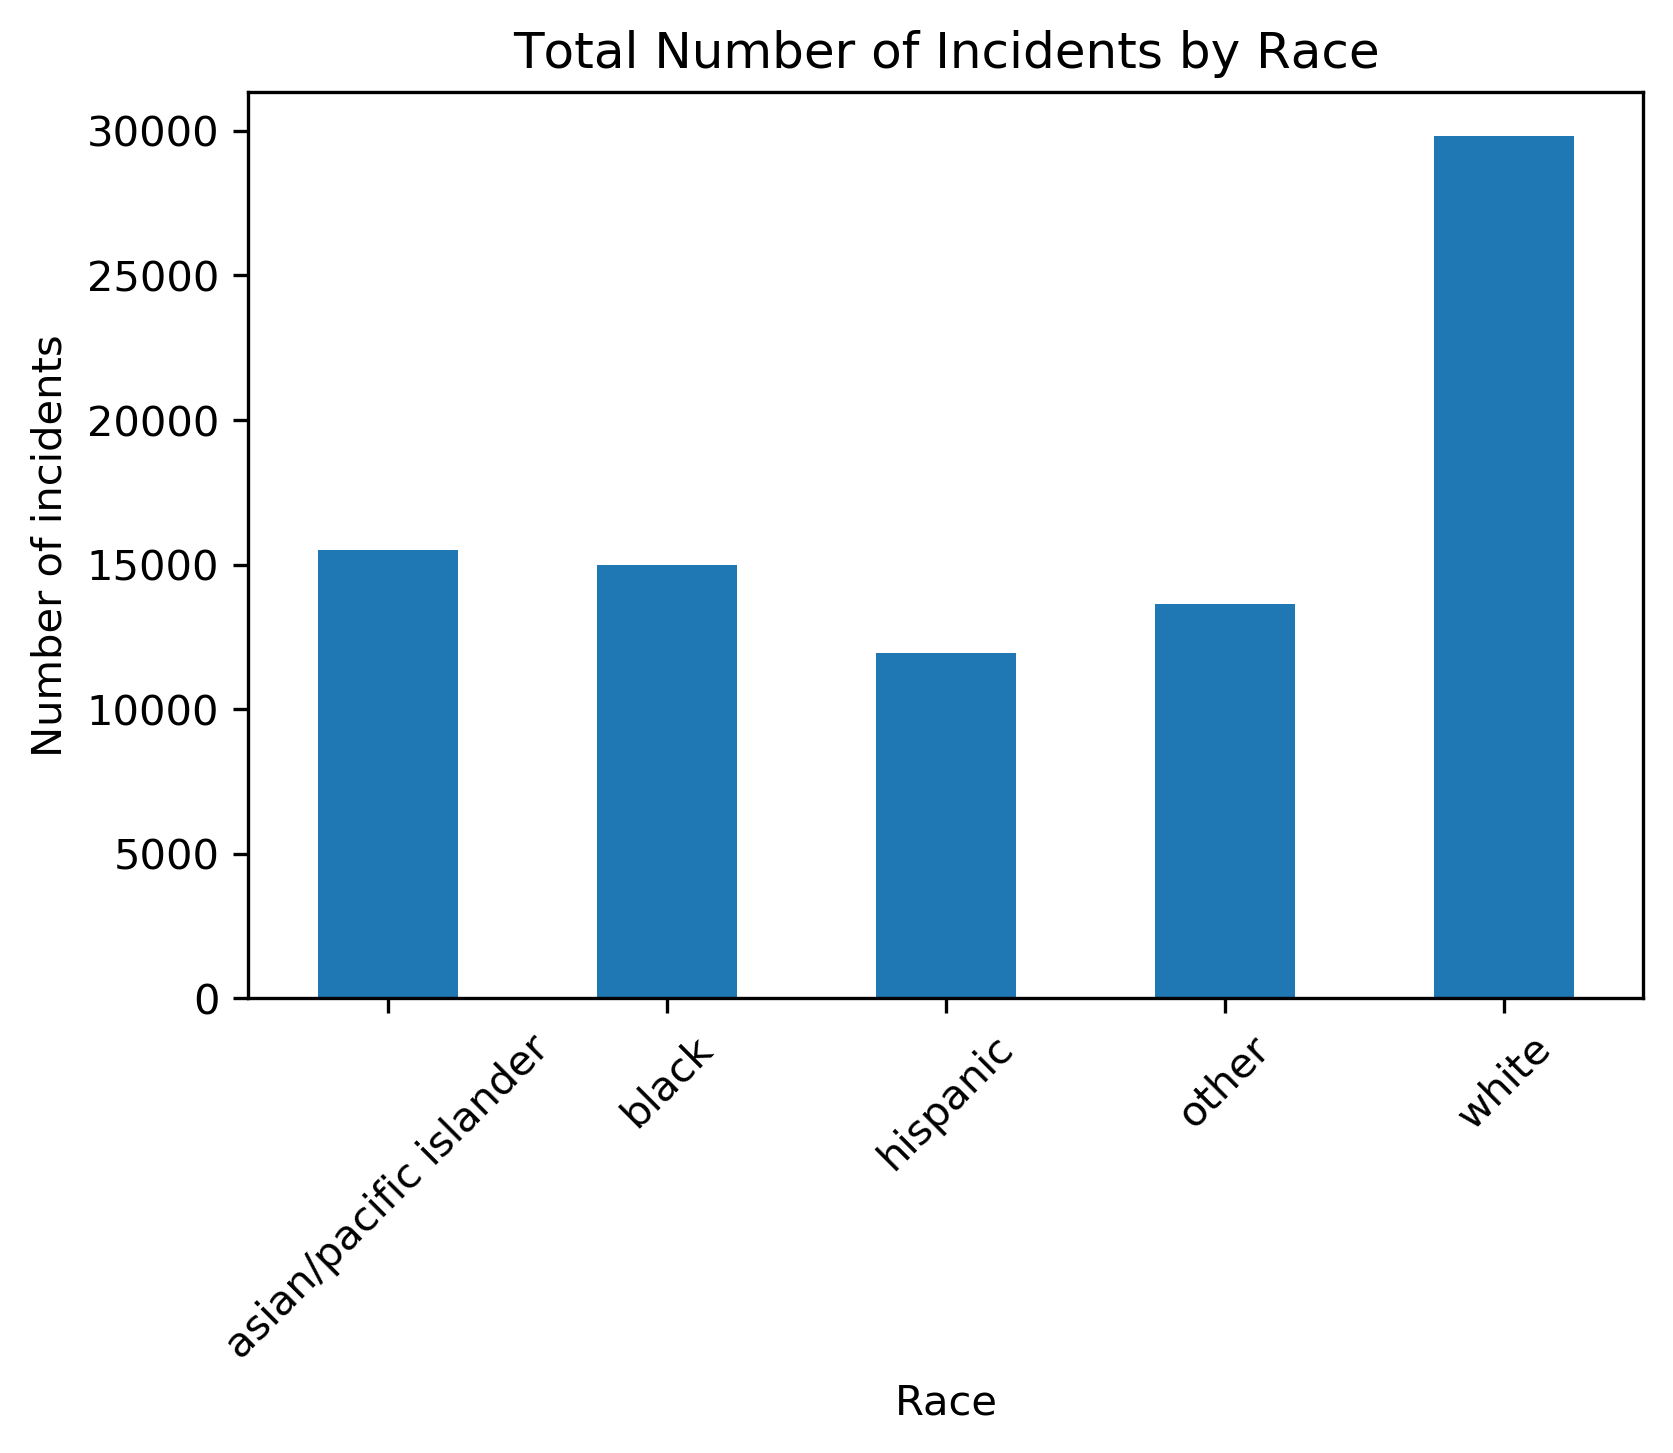 Total Number of Incidents by Race
Number of incidents
30000
25000
20000
15000
10000
5000
0
asian/pacific islander
black
hispanic
other
white
Race